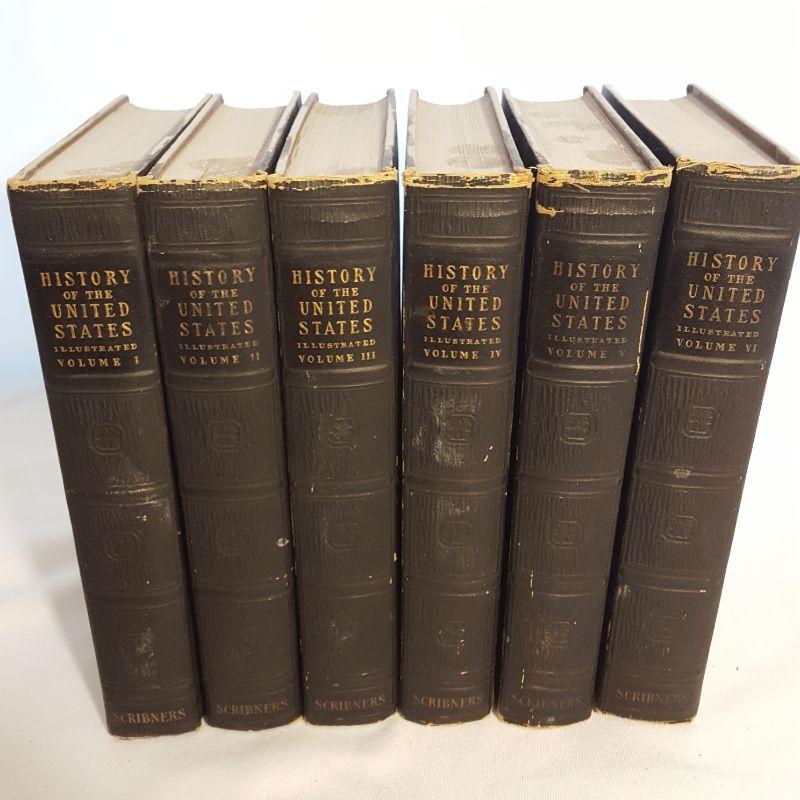 HISTORY
OF THE
UNITED
STATES
ILLUSTRATED
VOLUME I
SCRIBNERS
HISTORY
OF THE
UNITED
STATES
ILLUSTRATED
VOLUME II
SCRIBNERS
HISTORY
OF THE
UNITED
STATES
ILLUSTRATED
VOLUME III
SCRIBNERS
HISTORY
OF THE
UNITED
STATES
ILLUSTRATED
VOLUME IV
SCRIBNERS
HISTORY
OF THE
UNITED
STATES
ILLUSTRATED
VOLUME V
SCRIBNERS
HISTORY
OF THE
UNITED
STATES
ILLUSTRATED
VOLUME VI
SCRIBNERS